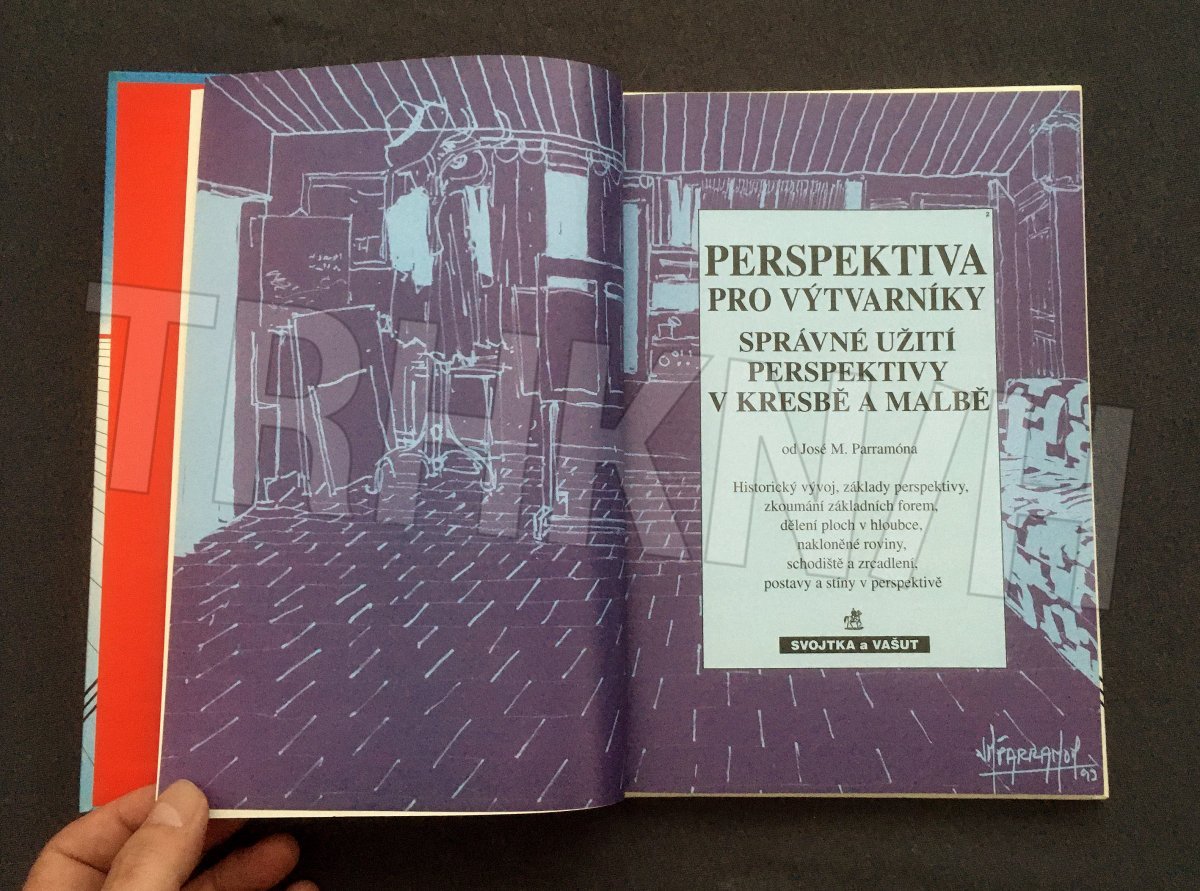 2
PERSPEKTIVA
PRO VÝTVARNÍKY
SPRÁVNÉ UŽITÍ
PERSPEKTIVY
V KRESBĚ A MALBĚ
od José M. Parramóna
Historický vývoj, základy perspektivy,
zkoumání základních forem,
dělení ploch v hloubce,
nakloněné roviny,
schodiště a zrcadlení,
postavy a stíny v perspektivě
SVOJTKA a VAŠUT
TRHKNIH